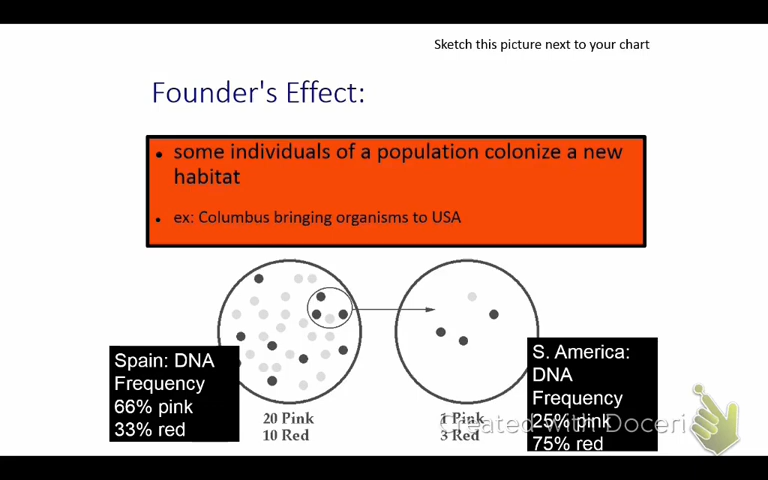 Sketch this picture next to your chart
Founder's Effect:
• some individuals of a population colonize a new
habitat
• ex: Columbus bringing organisms to USA
Spain: DNA
Frequency
66% pink
33% red
20 Pink
10 Red
1 Pink
3 Red
S. America:
DNA
Frequency
25% pink
75% red
Created with Doceri